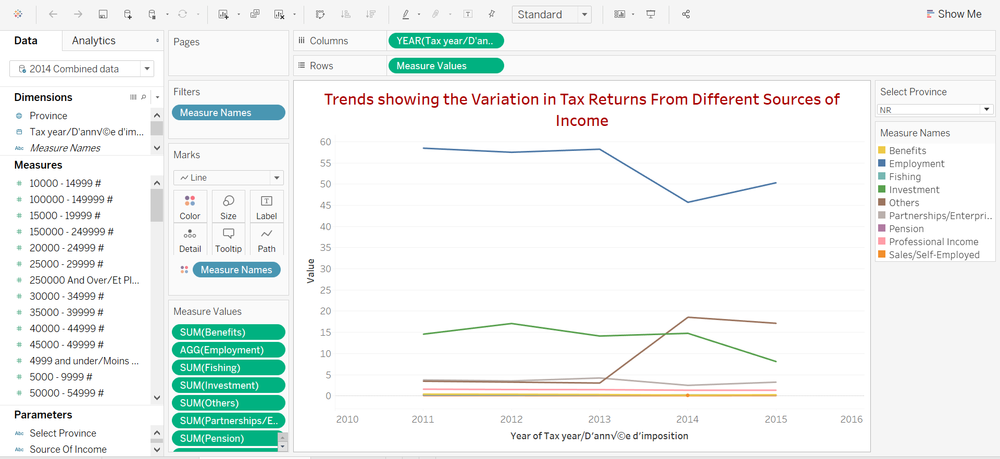 Standard
Show Me
Data
Analytics
2014 Combined data
Dimensions
Province
Tax year/D'ann√©e d'im...
Abc Measure Names
Measures
# 10000 - 14999 #
# 100000 - 149999 #
# 15000 - 19999 #
# 150000 - 249999 #
# 20000 - 24999 #
# 25000 - 29999 #
# 250000 And Over/Et Pl...
# 30000 - 34999 #
# 35000 - 39999 #
# 40000 - 44999 #
# 45000 - 49999 #
# 4999 and under/Moins ...
# 5000 - 9999 #
# 50000 - 54999 #
Parameters
Abc Select Province
Abc Source Of Income
Pages
Filters
Measure Names
Marks
Line
Color
Size
T
Label
Detail
Tooltip
Path
Measure Names
Measure Values
SUM(Benefits)
AGG(Employment)
SUM(Fishing)
SUM(Investment)
SUM(Others)
SUM(Partnerships/E..
SUM(Pension)
Columns
YEAR(Tax year/D'an..
Rows
Measure Values
Trends showing the Variation in Tax Returns From Different Sources of
Income
60
55
50
45
40
35
30
25
20
15
10
5
0
Value
2010
2011
2012
2013
2014
2015
2016
Year of Tax year/D'ann√©e d'imposition
Select Province
NR
Measure Names
Benefits
Employment
Fishing
Investment
Others
Partnerships/Enterpri..
Pension
Professional Income
Sales/Self-Employed